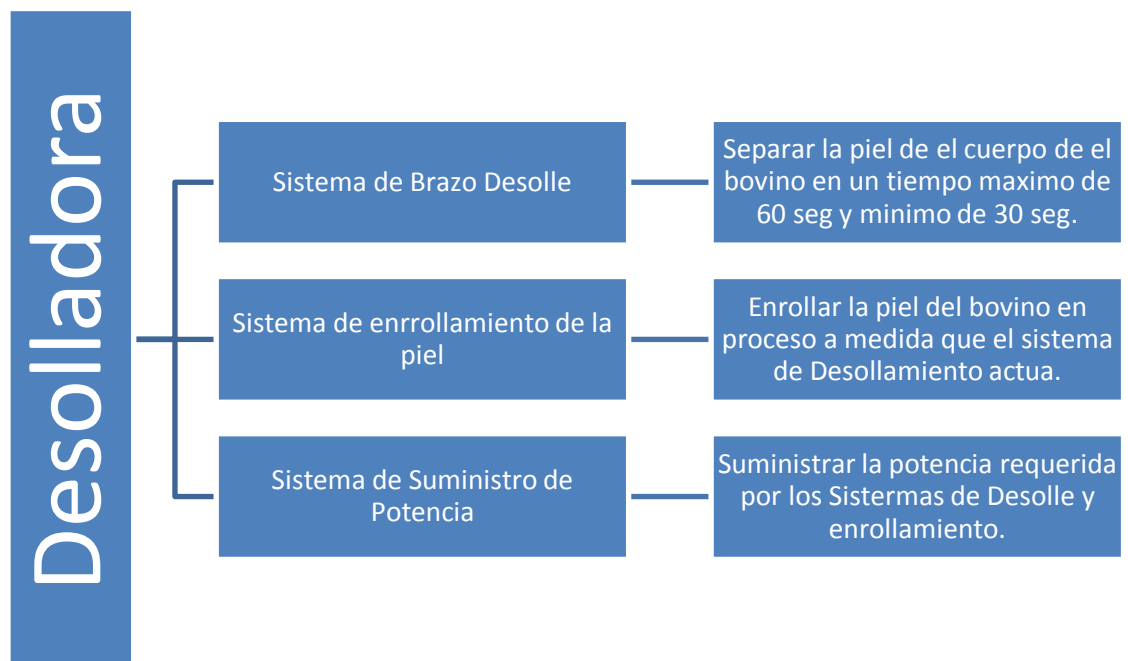 Desolladora
Sistema de Brazo Desolle
Separar la piel de el cuerpo de el
bovino en un tiempo maximo de
60 seg y minimo de 30 seg.
Sistema de enrrollamiento de la
piel
Enrollar la piel del bovino en
proceso a medida que el sistema
de Desollamiento actua.
Sistema de Suministro de
Potencia
Suministrar la potencia requerida
por los Sistermas de Desolle y
enrollamiento.